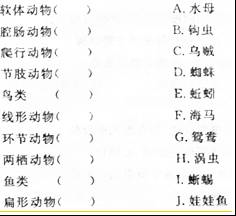 软体动物( ) A.水母
腔肠动物( ) B.钩虫
爬行动物( ) C.乌贼
节肢动物( ) D.蜘蛛
鸟类( ) E.蚯蚓
线形动物( ) F.海马
环节动物( ) G.鸳鸯
两栖动物( ) H.涡虫
鱼类( ) I.蜥蜴
扁形动物( ) J.娃娃鱼